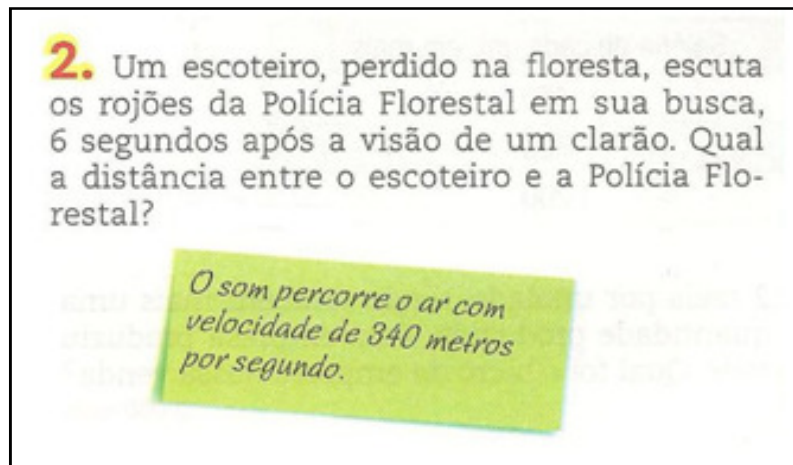 2. Um escoteiro, perdido na floresta, escuta
os rojões da Polícia Florestal em sua busca,
6 segundos após a visão de um clarão. Qual
a distância entre o escoteiro e a Polícia Flo-
restal?
O som percorre o ar com
velocidade de 340 metros
por segundo.